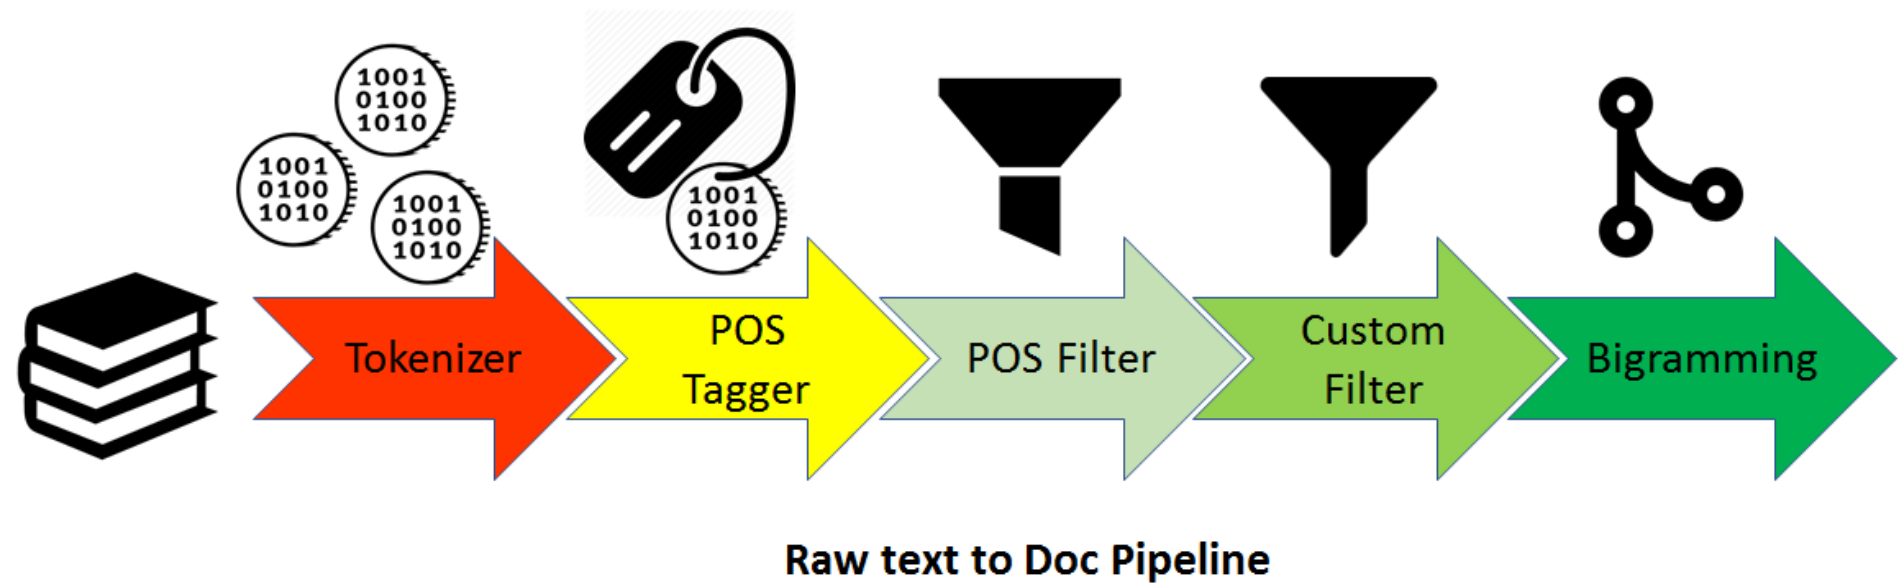 1001
0100
1010
1001
0100
1010
1001
0100
1010
1001
0100
1010
Tokenizer
POS
Tagger
POS Filter
Custom
Filter
Bigramming
Raw text to Doc Pipeline